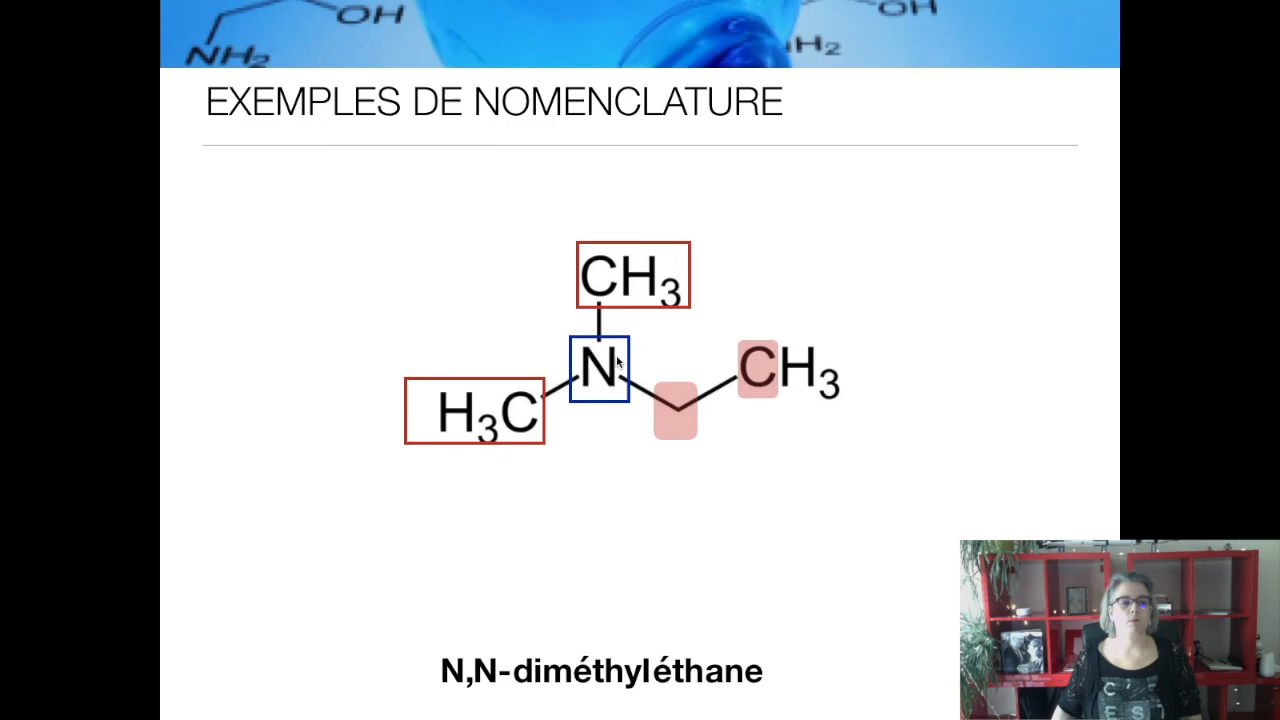 OH
OH
NH₂
H₂
EXEMPLES DE NOMENCLATURE
CH₃
N
CH₃
H₃C
N,N-diméthyléthane